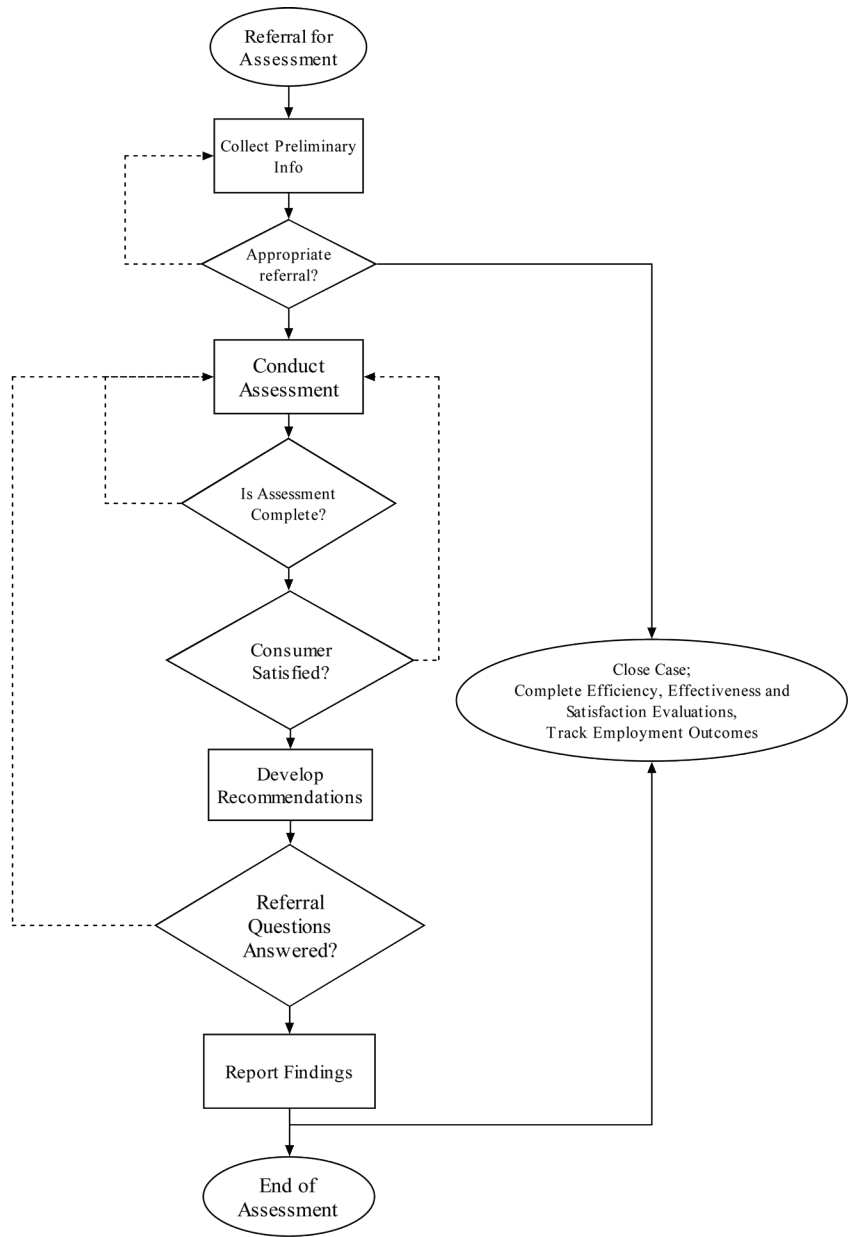 Referral for
Assessment
Collect Preliminary
Info
Appropriate
referral?
Conduct
Assessment
Is Assessment
Complete?
Consumer
Satisfied?
Close Case;
Complete Efficiency, Effectiveness and
Satisfaction Evaluations,
Track Employment Outcomes
Develop
Recommendations
Referral
Questions
Answered?
Report Findings
End of
Assessment